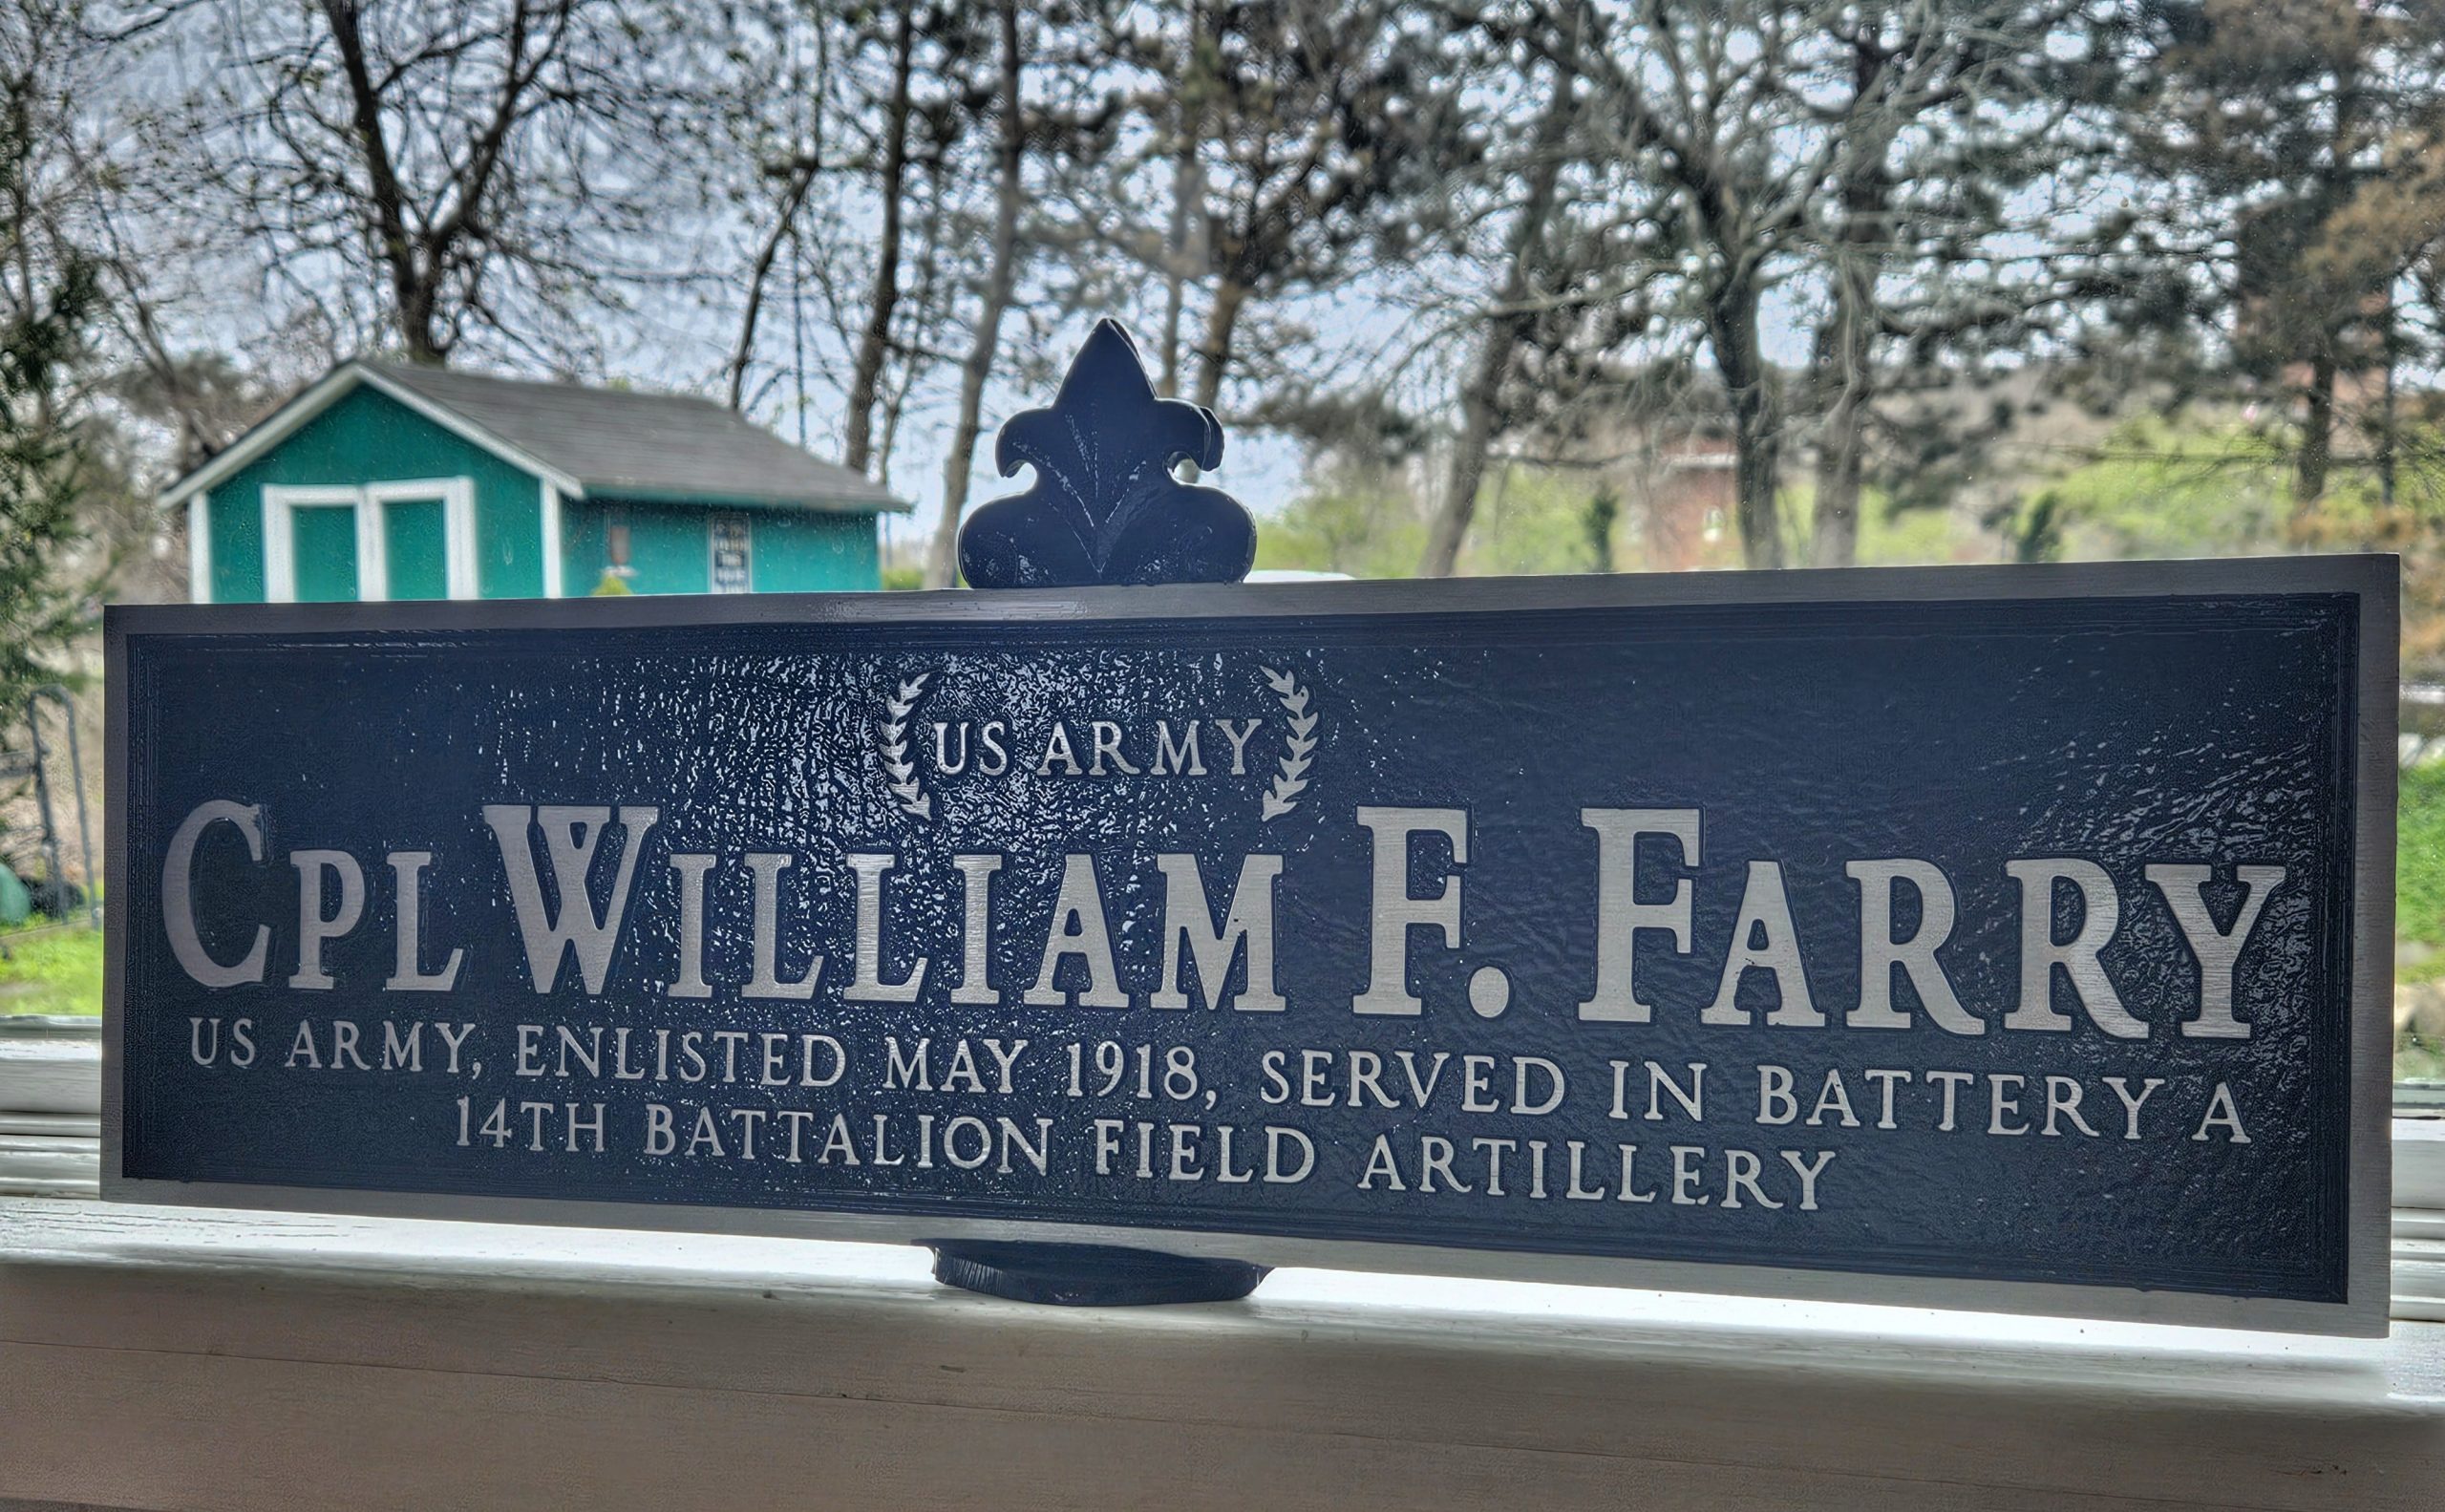 US ARMY
CPL WILLIAM F. FARRY
US ARMY, ENLISTED MAY 1918, SERVED IN BATTERY A
14TH BATTALION FIELD ARTILLERY